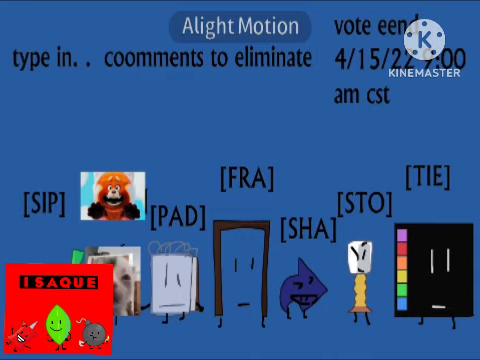 Alight Motion
vote eend
type in. . coomments to eliminate
4/15/22 9:00
am cst
KINEMASTER
[FRA]
[TIE]
[SIP]
[PAD]
[STO]
[SHA]
I SAQUE